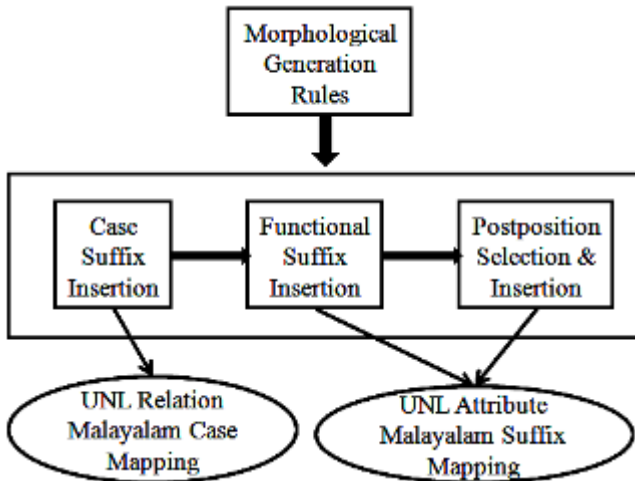 Morphological
Generation
Rules
Case
Suffix
Insertion
Functional
Suffix
Insertion
Postposition
Selection &
Insertion
UNL Relation
Malayalam Case
Mapping
UNL Attribute
Malayalam Suffix
Mapping